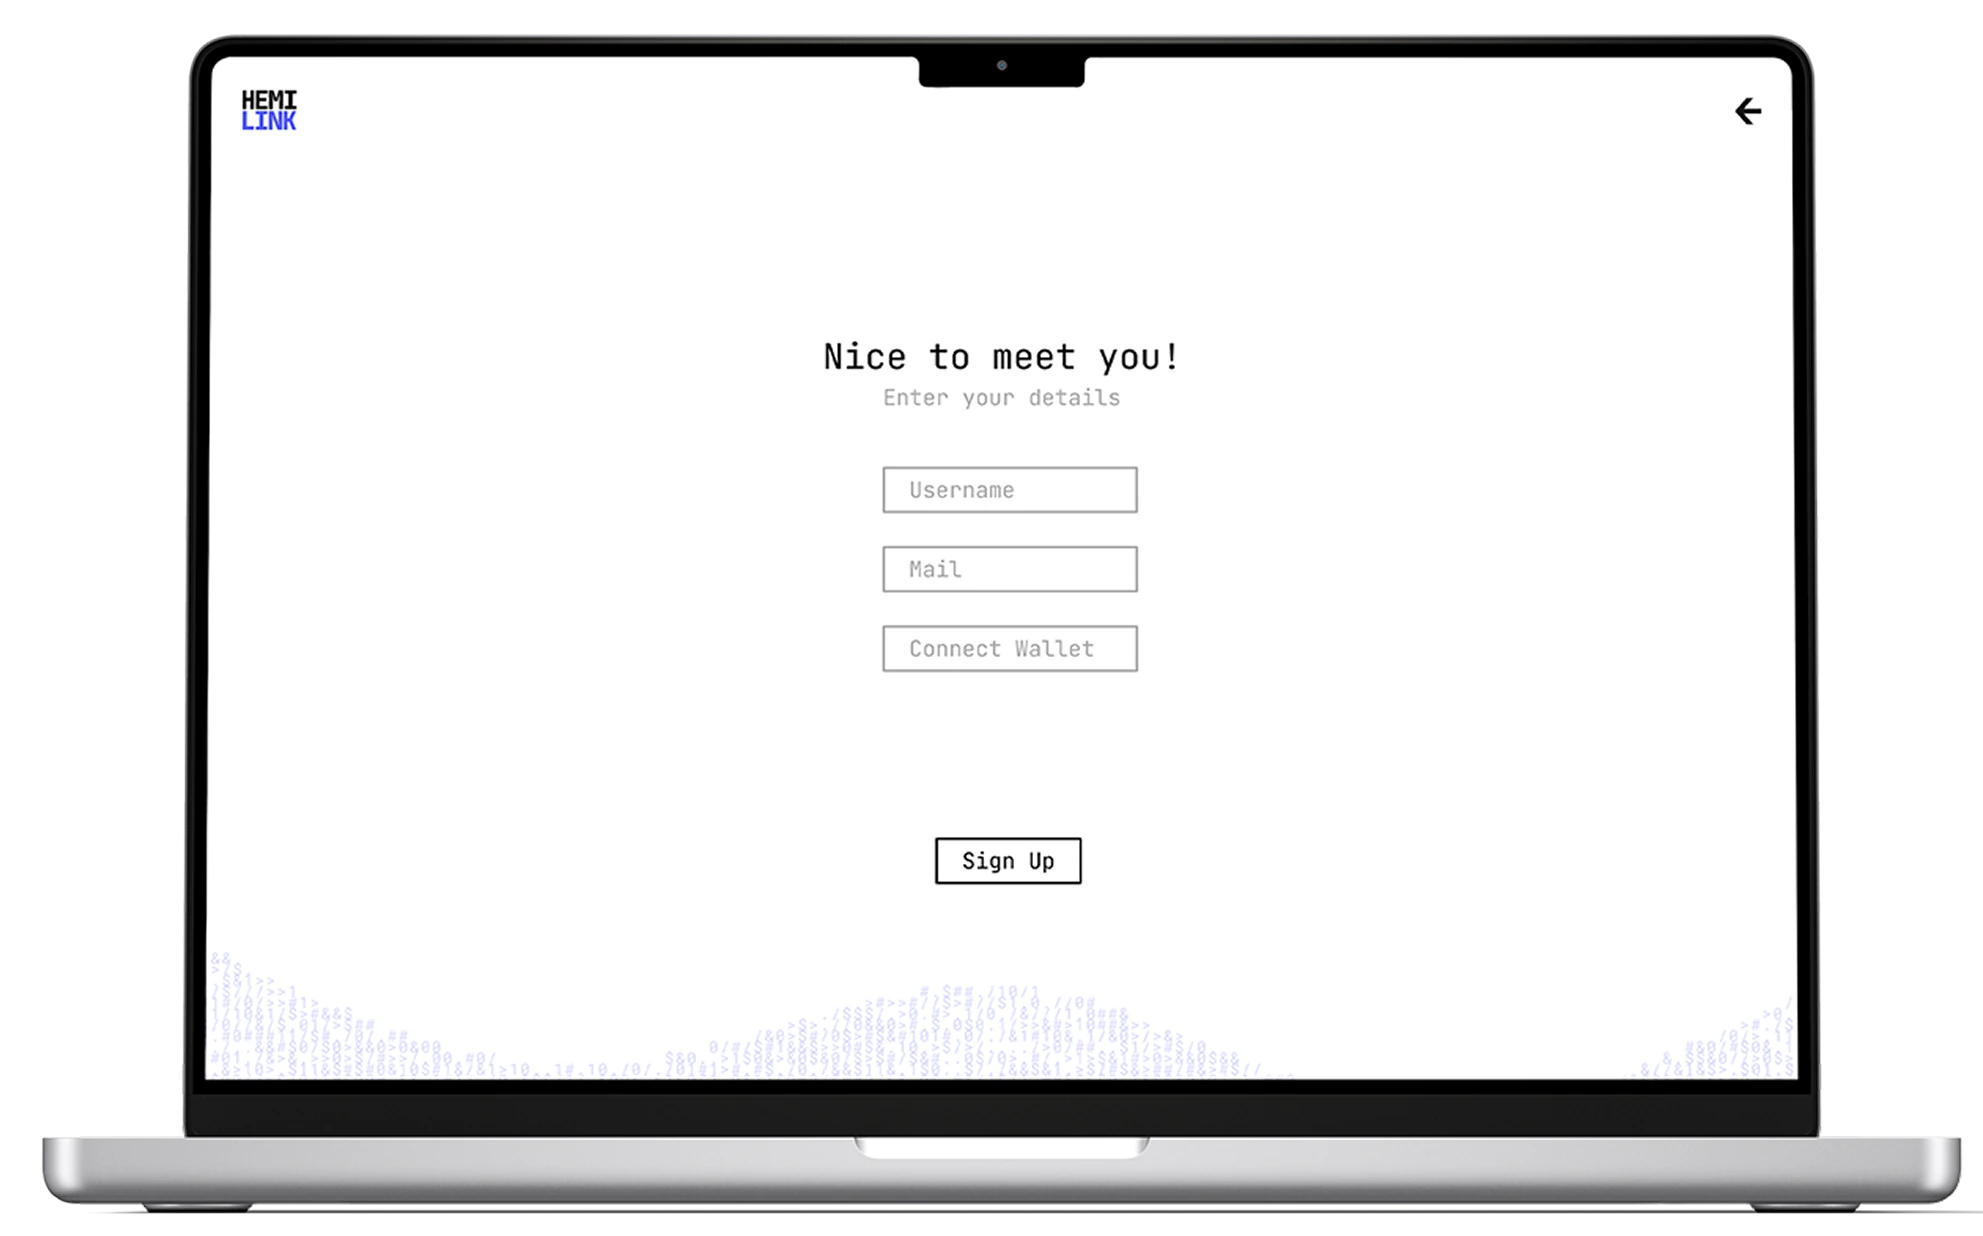 HEMI
LINK
Nice to meet you!
Enter your details
Username
Mail
Connect Wallet
Sign Up